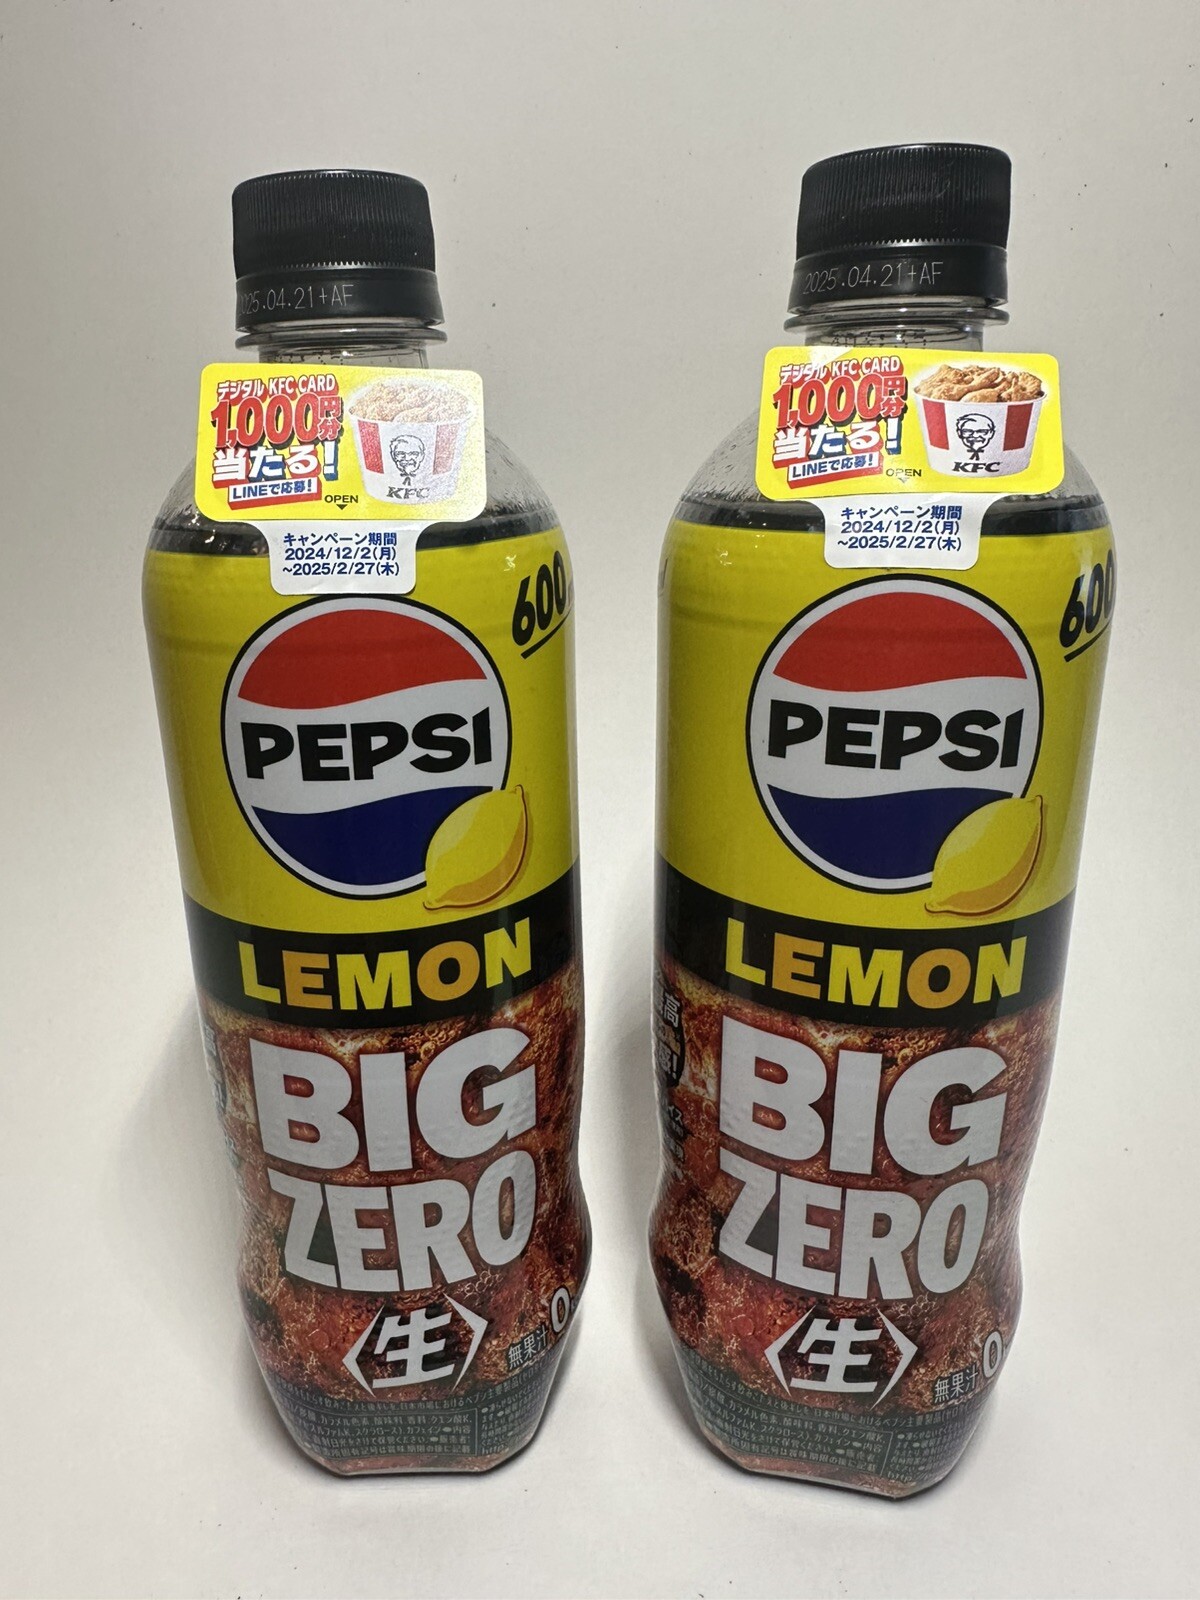 025.04.21+AF
デジタル KFC CARD
1,000円分
当たる!
LINEで応募!
OPEN
KFC
キャンペーン期間
2024/12/2(月)
~2025/2/27(木)
600
PEPSI
LEMON
BIG
ZERO
〈生〉
無果汁
0
2025.04.21+AF
デジタル KFC CARD
1,000円分
当たる!
LINEで応募!
OPEN
KFC
キャンペーン期間
2024/12/2(月)
~2025/2/27(木)
600
PEPSI
LEMON
BIG
ZERO
〈生〉
無果汁
0